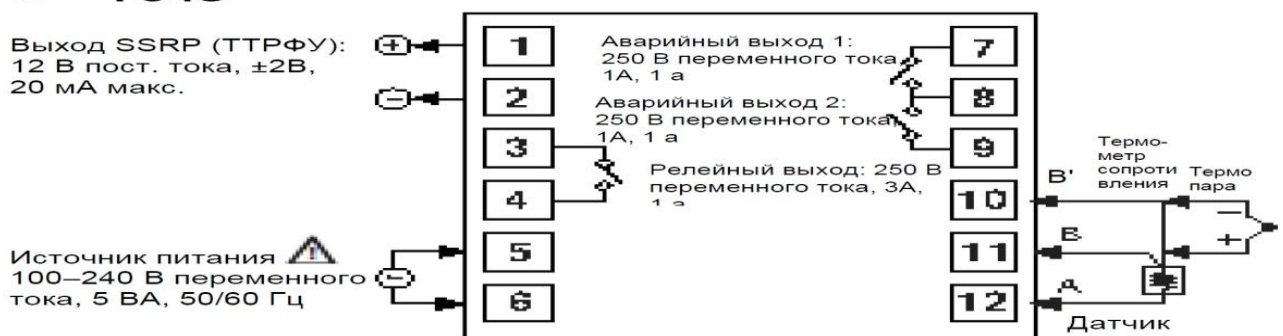 Выход SSRP (ТТРФУ):
12 В пост. тока, ±2В,
20 мА макс.
Источник питания
100–240 В переменного
тока, 5 ВА, 50/60 Гц
1
2
3
4
5
6
Аварийный выход 1:
250 В переменного тока,
1А, 1 а
Аварийный выход 2:
250 В переменного тока,
1А, 1 а
Релейный выход: 250 В
переменного тока, 3А,
1 а
7
8
9
10
11
12
B'
B
A
Термо-
метр
сопроти
вления
Термо
пара
−
+
Датчик